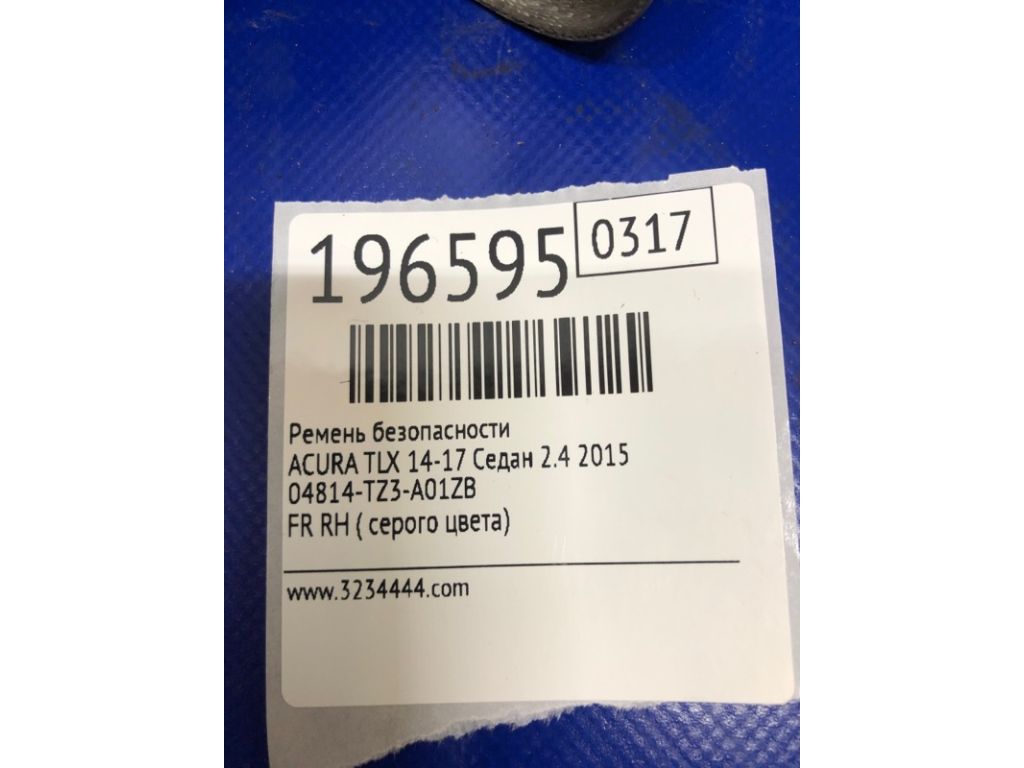 196595 0317
Ремень безопасности
ACURA TLX 14-17 Седан 2.4 2015
04814-TZ3-A01ZB
FR RH ( серого цвета)
www.3234444.com